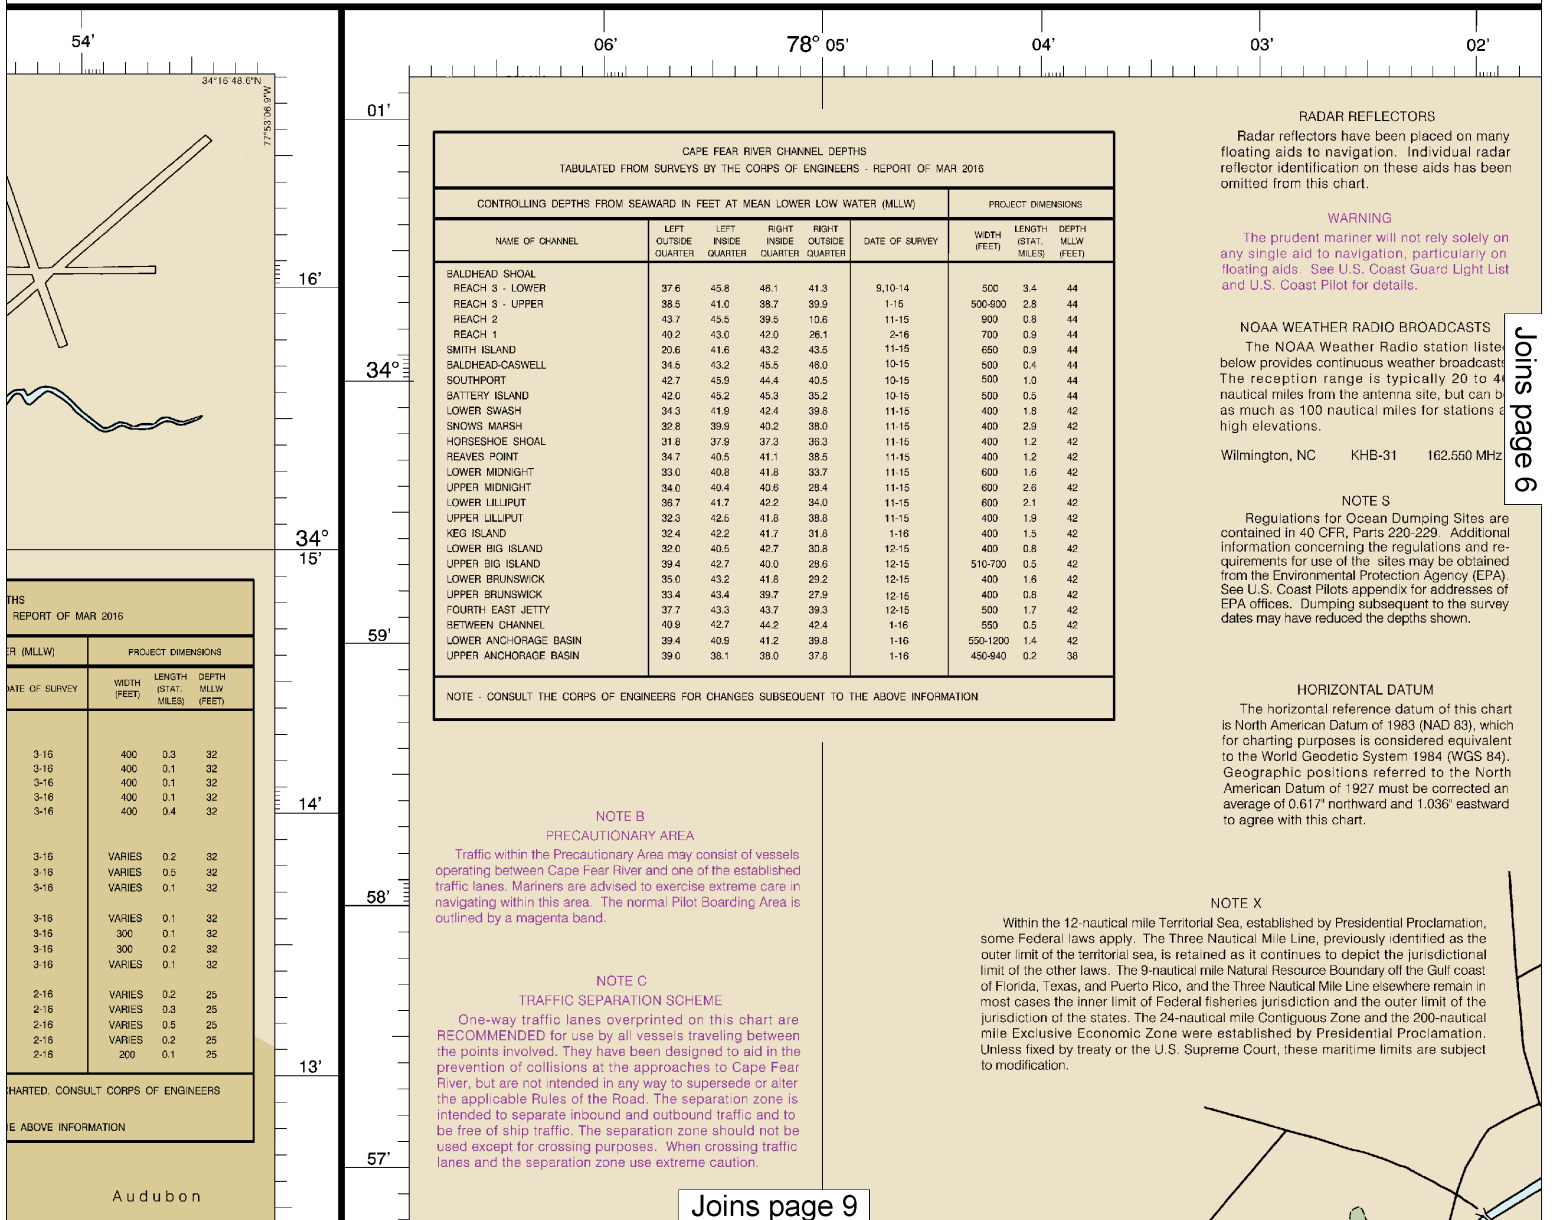 54'
06'
78° 05'
04'
03'
02'
34°16'48.6"N
77°53'06.9"W
16'
34°
15'
14'
13'
THS
REPORT OF MAR 2016
ER (MLLW) PROJECT DIMENSIONS
DATE OF SURVEY WIDTH (FEET) LENGTH (STAT. MILES) DEPTH MLLW (FEET)
3-16 400 0.3 32
3-16 400 0.1 32
3-16 400 0.1 32
3-16 400 0.1 32
3-16 400 0.4 32
3-16 VARIES 0.2 32
3-16 VARIES 0.5 32
3-16 VARIES 0.1 32
3-16 VARIES 0.1 32
3-16 300 0.1 32
3-16 300 0.2 32
3-16 VARIES 0.1 32
2-16 VARIES 0.2 25
2-16 VARIES 0.3 25
2-16 VARIES 0.5 25
2-16 VARIES 0.2 25
2-16 200 0.1 25
CHARTED. CONSULT CORPS OF ENGINEERS
E ABOVE INFORMATION
Audubon
01'
34°
59'
58'
57'
CAPE FEAR RIVER CHANNEL DEPTHS
TABULATED FROM SURVEYS BY THE CORPS OF ENGINEERS - REPORT OF MAR 2016
CONTROLLING DEPTHS FROM SEAWARD IN FEET AT MEAN LOWER LOW WATER (MLLW) PROJECT DIMENSIONS
NAME OF CHANNEL LEFT OUTSIDE QUARTER LEFT INSIDE QUARTER RIGHT INSIDE QUARTER RIGHT OUTSIDE QUARTER DATE OF SURVEY WIDTH (FEET) LENGTH (STAT. MILES) DEPTH MLLW (FEET)
BALDHEAD SHOAL
REACH 3 - LOWER 37.6 45.8 46.1 41.3 9,10-14 500 3.4 44
REACH 3 - UPPER 38.5 41.0 38.7 39.9 1-15 500-900 2.8 44
REACH 2 43.7 45.5 39.5 10.6 11-15 900 0.8 44
REACH 1 40.2 43.0 42.0 26.1 2-16 700 0.9 44
SMITH ISLAND 20.6 41.6 43.2 43.5 11-15 650 0.9 44
BALDHEAD-CASWELL 34.5 43.2 45.5 46.0 10-15 500 0.4 44
SOUTHPORT 42.7 45.9 44.4 40.5 10-15 500 1.0 44
BATTERY ISLAND 42.0 45.2 45.3 35.2 10-15 500 0.5 44
LOWER SWASH 34.3 41.9 42.4 39.8 11-15 400 1.8 42
SNOWS MARSH 32.8 39.9 40.2 38.0 11-15 400 2.9 42
HORSESHOE SHOAL 31.8 37.9 37.3 36.3 11-15 400 1.2 42
REAVES POINT 34.7 40.5 41.1 38.5 11-15 400 1.2 42
LOWER MIDNIGHT 33.0 40.8 41.8 33.7 11-15 600 1.6 42
UPPER MIDNIGHT 34.0 40.4 40.6 28.4 11-15 600 2.6 42
LOWER LILLIPUT 36.7 41.7 42.2 34.0 11-15 600 2.1 42
UPPER LILLIPUT 32.3 42.5 41.8 38.8 11-15 400 1.9 42
KEG ISLAND 32.4 42.2 41.7 31.8 1-16 400 1.5 42
LOWER BIG ISLAND 32.0 40.5 42.7 30.8 12-15 400 0.8 42
UPPER BIG ISLAND 39.4 42.7 40.0 28.6 12-15 510-700 0.5 42
LOWER BRUNSWICK 35.0 43.2 41.8 29.2 12-15 400 1.6 42
UPPER BRUNSWICK 33.4 43.4 39.7 27.9 12-15 400 0.8 42
FOURTH EAST JETTY 37.7 43.3 43.7 39.3 12-15 500 1.7 42
BETWEEN CHANNEL 40.9 42.7 44.2 42.4 1-16 550 0.5 42
LOWER ANCHORAGE BASIN 39.4 40.9 41.2 39.8 1-16 550-1200 1.4 42
UPPER ANCHORAGE BASIN 39.0 38.1 38.0 37.8 1-16 450-940 0.2 38
NOTE - CONSULT THE CORPS OF ENGINEERS FOR CHANGES SUBSEQUENT TO THE ABOVE INFORMATION
NOTE B
PRECAUTIONARY AREA
Traffic within the Precautionary Area may consist of vessels
operating between Cape Fear River and one of the established
traffic lanes. Mariners are advised to exercise extreme care in
navigating within this area. The normal Pilot Boarding Area is
outlined by a magenta band.
NOTE C
TRAFFIC SEPARATION SCHEME
One-way traffic lanes overprinted on this chart are
RECOMMENDED for use by all vessels traveling between
the points involved. They have been designed to aid in the
prevention of collisions at the approaches to Cape Fear
River, but are not intended in any way to supersede or alter
the applicable Rules of the Road. The separation zone is
intended to separate inbound and outbound traffic and to
be free of ship traffic. The separation zone should not be
used except for crossing purposes. When crossing traffic
lanes and the separation zone use extreme caution.
Joins page 9
RADAR REFLECTORS
Radar reflectors have been placed on many
floating aids to navigation. Individual radar
reflector identification on these aids has been
omitted from this chart.
WARNING
The prudent mariner will not rely solely on
any single aid to navigation, particularly on
floating aids. See U.S. Coast Guard Light List
and U.S. Coast Pilot for details.
NOAA WEATHER RADIO BROADCASTS
The NOAA Weather Radio station liste
below provides continuous weather broadcasts
The reception range is typically 20 to 4
nautical miles from the antenna site, but can b
as much as 100 nautical miles for stations a
high elevations.
Wilmington, NC KHB-31 162.550 MHz
Joins page 6
NOTE S
Regulations for Ocean Dumping Sites are
contained in 40 CFR, Parts 220-229. Additional
information concerning the regulations and re-
quirements for use of the sites may be obtained
from the Environmental Protection Agency (EPA).
See U.S. Coast Pilots appendix for addresses of
EPA offices. Dumping subsequent to the survey
dates may have reduced the depths shown.
HORIZONTAL DATUM
The horizontal reference datum of this chart
is North American Datum of 1983 (NAD 83), which
for charting purposes is considered equivalent
to the World Geodetic System 1984 (WGS 84).
Geographic positions referred to the North
American Datum of 1927 must be corrected an
average of 0.617" northward and 1.036" eastward
to agree with this chart.
NOTE X
Within the 12-nautical mile Territorial Sea, established by Presidential Proclamation,
some Federal laws apply. The Three Nautical Mile Line, previously identified as the
outer limit of the territorial sea, is retained as it continues to depict the jurisdictional
limit of the other laws. The 9-nautical mile Natural Resource Boundary off the Gulf coast
of Florida, Texas, and Puerto Rico, and the Three Nautical Mile Line elsewhere remain in
most cases the inner limit of Federal fisheries jurisdiction and the outer limit of the
jurisdiction of the states. The 24-nautical mile Contiguous Zone and the 200-nautical
mile Exclusive Economic Zone were established by Presidential Proclamation.
Unless fixed by treaty or the U.S. Supreme Court, these maritime limits are subject
to modification.